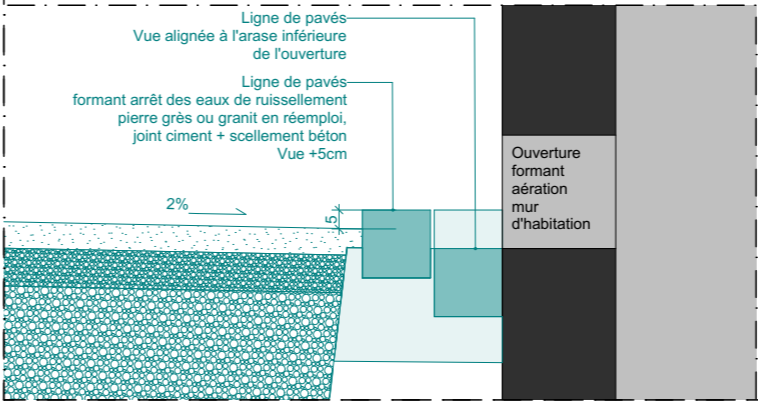 Ligne de pavés
Vue alignée à l'arase inférieure
de l'ouverture
Ligne de pavés
formant arrêt des eaux de ruissellement
pierre grès ou granit en réemploi,
joint ciment + scellement béton
Vue +5cm
Ouverture
formant
aération
mur
d'habitation
2%
5